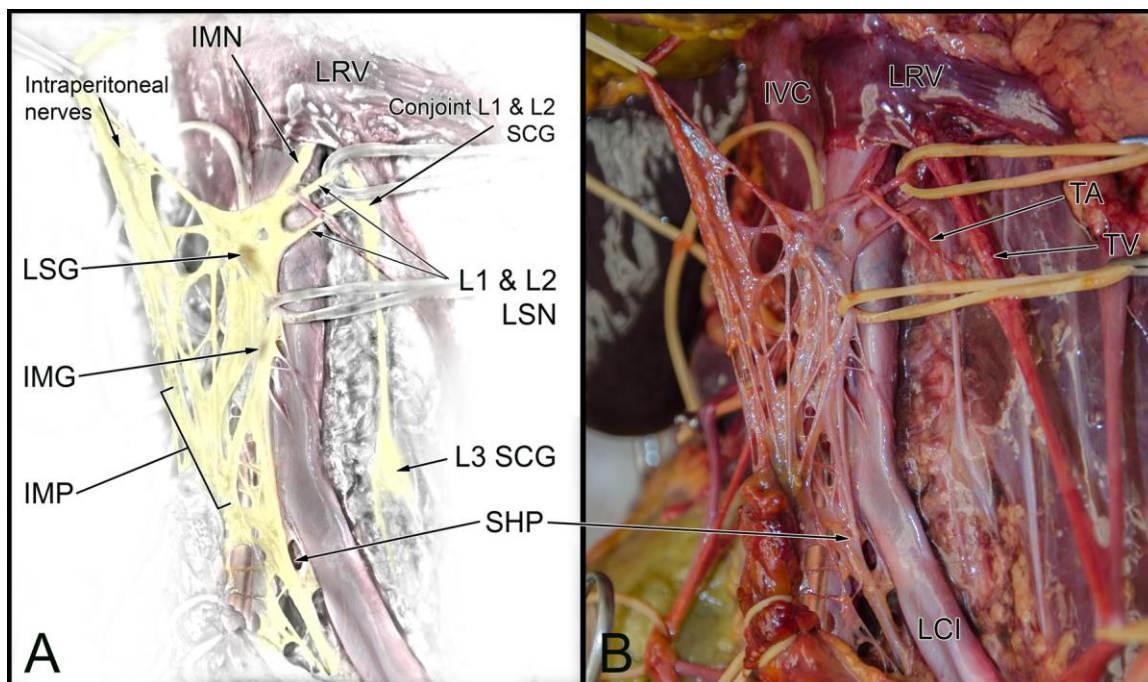 IMN
LRV
Intraperitoneal
nerves
Conjoint L1 & L2
SCG
LSG
L1 & L2
LSN
IMG
L3 SCG
IMP
SHP
A
IVC
LRV
TA
TV
LCI
B